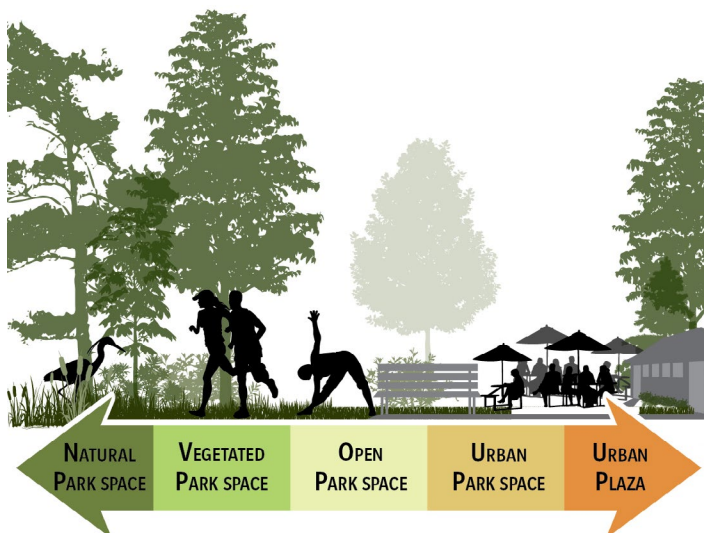 Natural
Park space
Vegetated
Park space
Open
Park space
Urban
Park space
Urban
Plaza